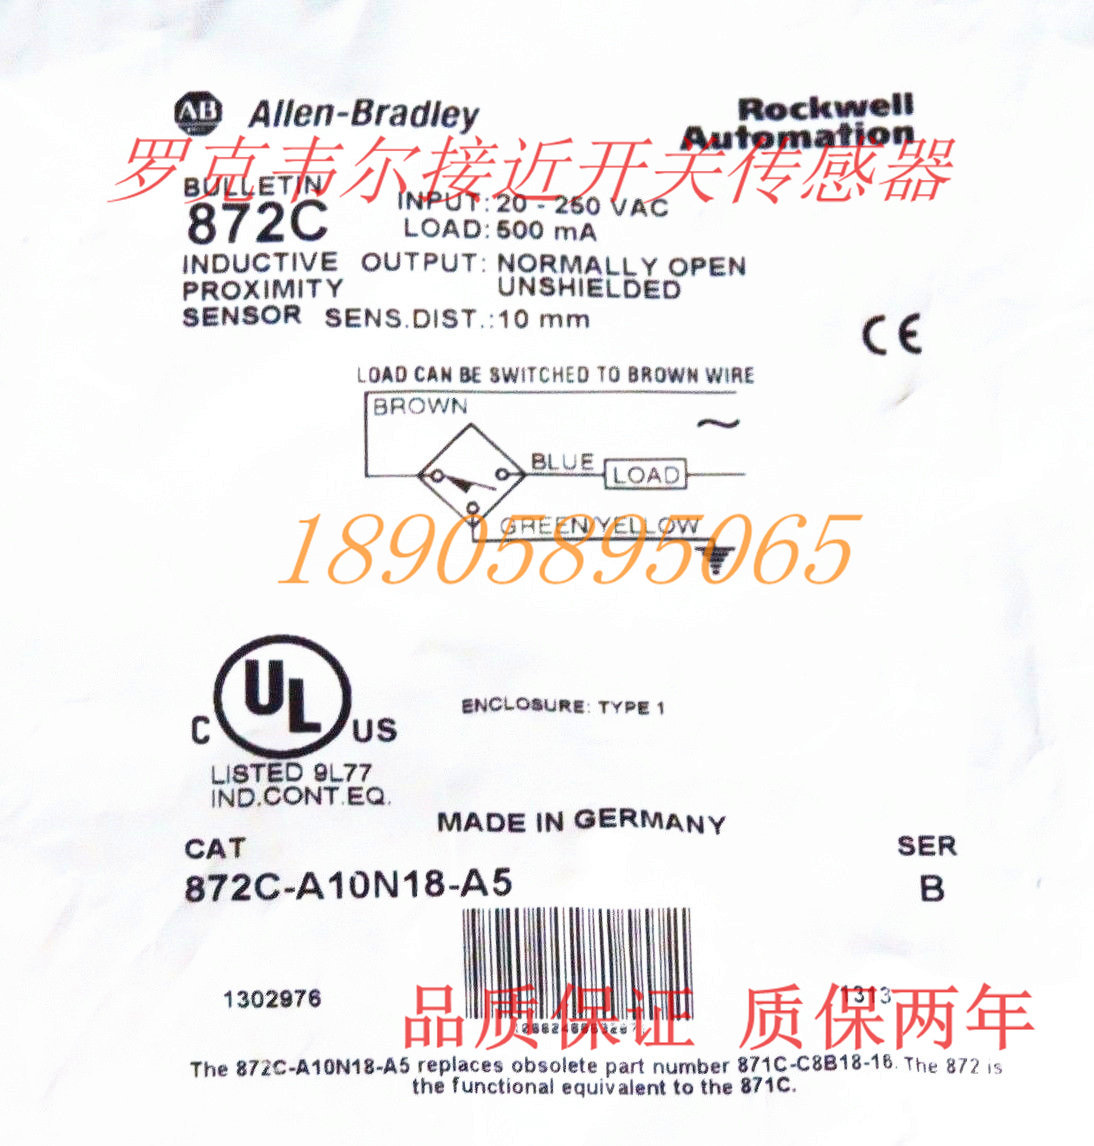 AB Allen-Bradley
Rockwell
Automation
罗克韦尔接近开关传感器
BULLETIN
872C
INPUT: 20 - 250 VAC
LOAD: 500 mA
INDUCTIVE OUTPUT: NORMALLY OPEN
PROXIMITY UNSHIELDED
SENSOR SENS.DIST.:10 mm
CE
LOAD CAN BE SWITCHED TO BROWN WIRE
BROWN
~
BLUE
LOAD
GREEN/YELLOW
18905895065
C UL US
LISTED 9L77
IND.CONT.EQ.
ENCLOSURE: TYPE 1
MADE IN GERMANY
CAT
872C-A10N18-A5
SER
B
1302976
1313
品质保证 质保两年
The 872C-A10N18-A5 replaces obsolete part number 871C-C8B18-16. The 872 is
the functional equivalent to the 871C.